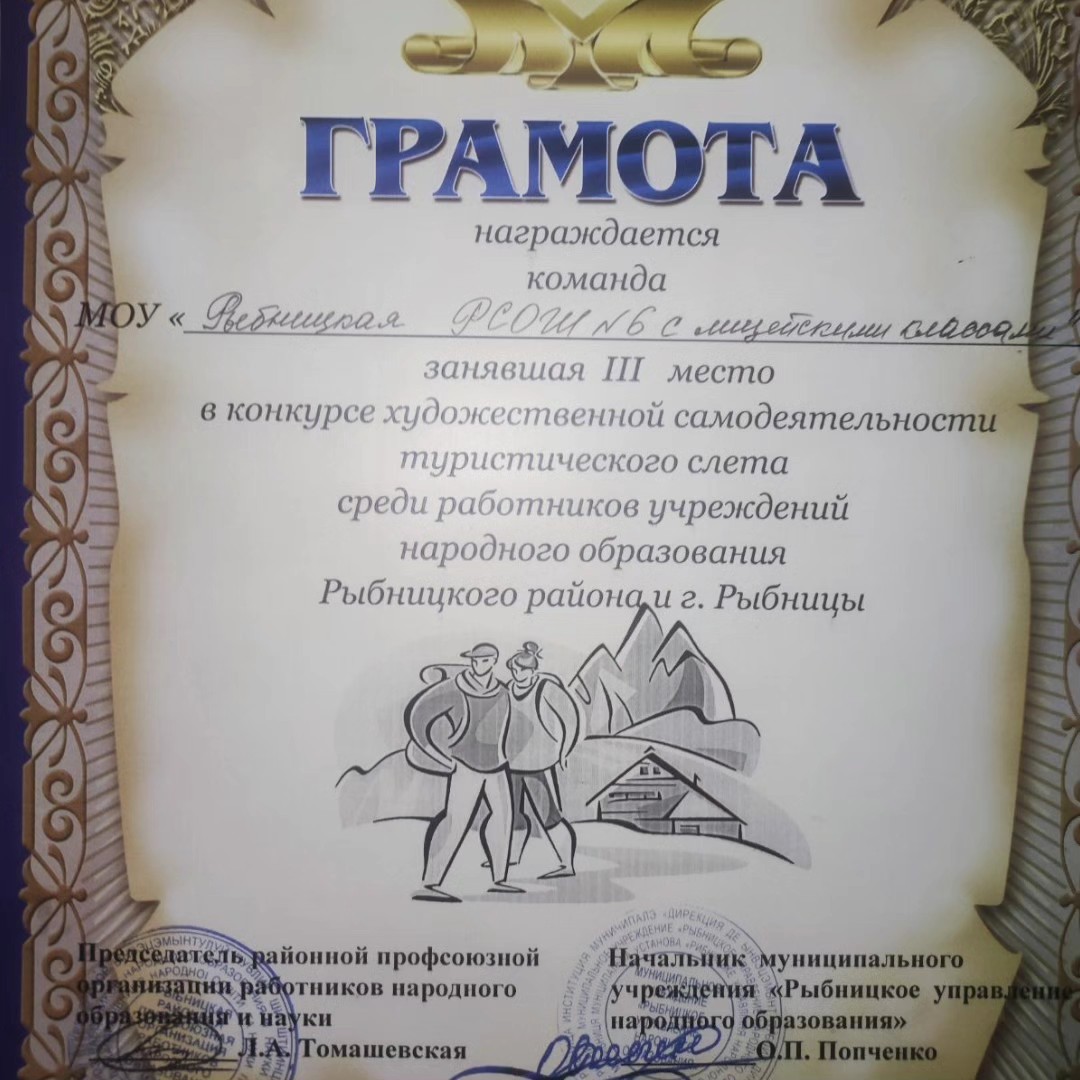 ГРАМОТА
награждается
команда
МОУ « Рыбницкая РСОШ №6 с лицейскими классами"
занявшая III место
в конкурсе художественной самодеятельности
туристического слета
среди работников учреждений
народного образования
Рыбницкого района и г. Рыбницы
Председатель районной профсоюзной
организации работников народного
образования и науки
Л.А. Томашевская
Начальник муниципального
учреждения «Рыбницкое управление
народного образования»
О.П. Попченко